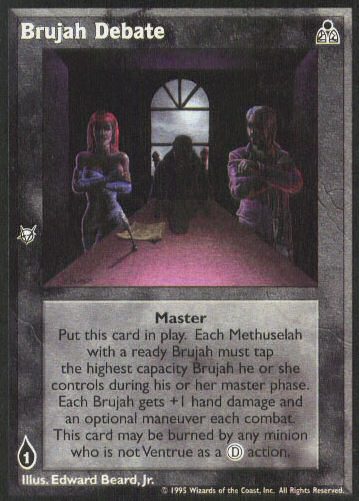 Brujah Debate
Master
Put this card in play. Each Methuselah
with a ready Brujah must tap
the highest capacity Brujah he or she
controls during his or her master phase.
Each Brujah gets +1 hand damage and
an optional maneuver each combat.
This card may be burned by any minion
who is not Ventrue as a Ⓓ action.
1
Illus. Edward Beard, Jr.
© 1995 Wizards of the Coast, Inc. All Rights Reserved.